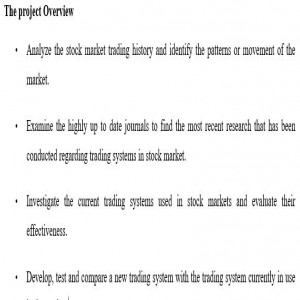 The project Overview
• Analyze the stock market trading history and identify the patterns or movement of the
market.
• Examine the highly up to date journals to find the most recent research that has been
conducted regarding trading systems in stock market.
• Investigate the current trading systems used in stock markets and evaluate their
effectiveness.
• Develop, test and compare a new trading system with the trading system currently in use